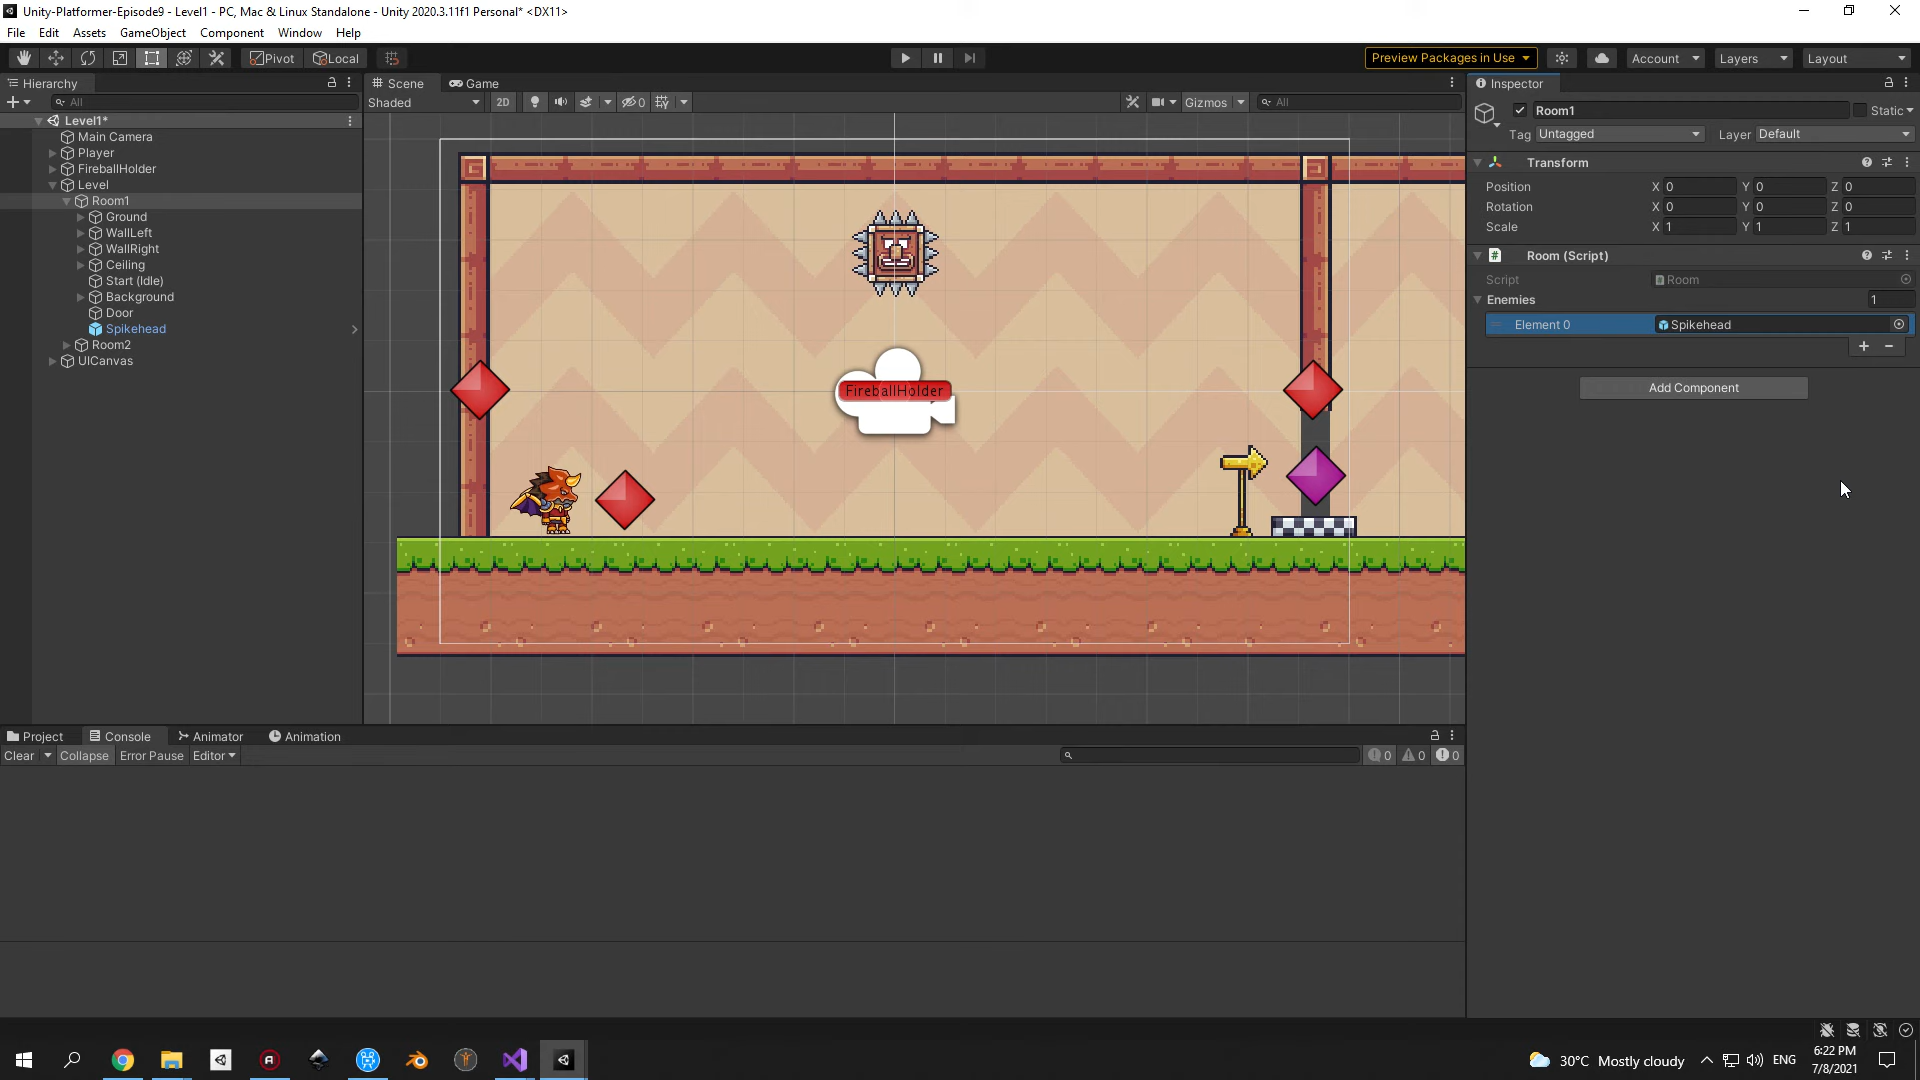 Unity-Platformer-Episode9 - Level1 - PC, Mac & Linux Standalone - Unity 2020.3.11f1 Personal* <DX11>
File Edit Assets GameObject Component Window Help
Pivot Local Preview Packages in Use Account Layers Layout
Hierarchy
All
Level1*
Main Camera
Player
FireballHolder
Level
Room1
Ground
WallLeft
WallRight
Ceiling
Start (Idle)
Background
Door
Spikehead
Room2
UICanvas
Scene Game
Shaded 2D 0 Gizmos All
FireballHolder
Inspector
Room1 Static
Tag Untagged Layer Default
Transform
Position X 0 Y 0 Z 0
Rotation X 0 Y 0 Z 0
Scale X 1 Y 1 Z 1
Room (Script)
Script Room
Enemies 1
Element 0 Spikehead
+ -
Add Component
Project Console Animator Animation
Clear Collapse Error Pause Editor 0 0 0
30°C Mostly cloudy ENG 6:22 PM
7/8/2021